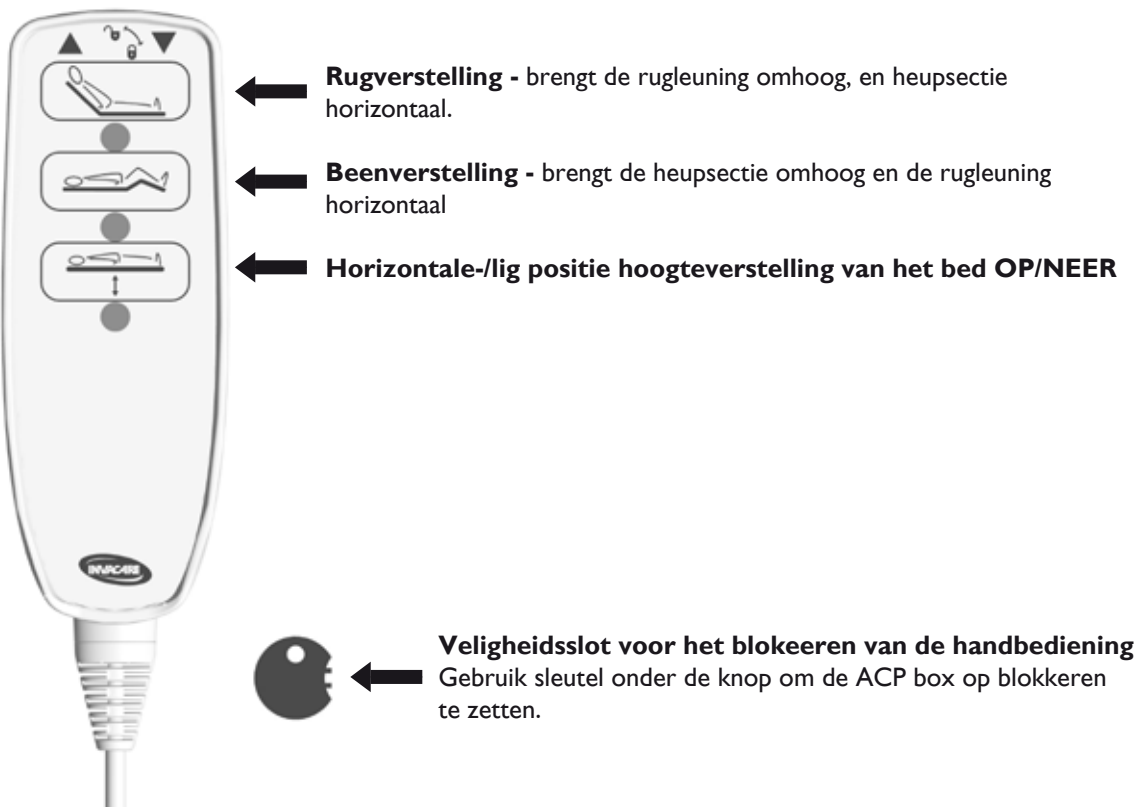 Rugverstelling - brengt de rugleuning omhoog, en heupsectie
horizontaal.
Beenverstelling - brengt de heupsectie omhoog en de rugleuning
horizontaal
Horizontale-/lig positie hoogteverstelling van het bed OP/NEER
INVACARE
Veligheidsslot voor het blokeeren van de handbediening
Gebruik sleutel onder de knop om de ACP box op blokkeren
te zetten.